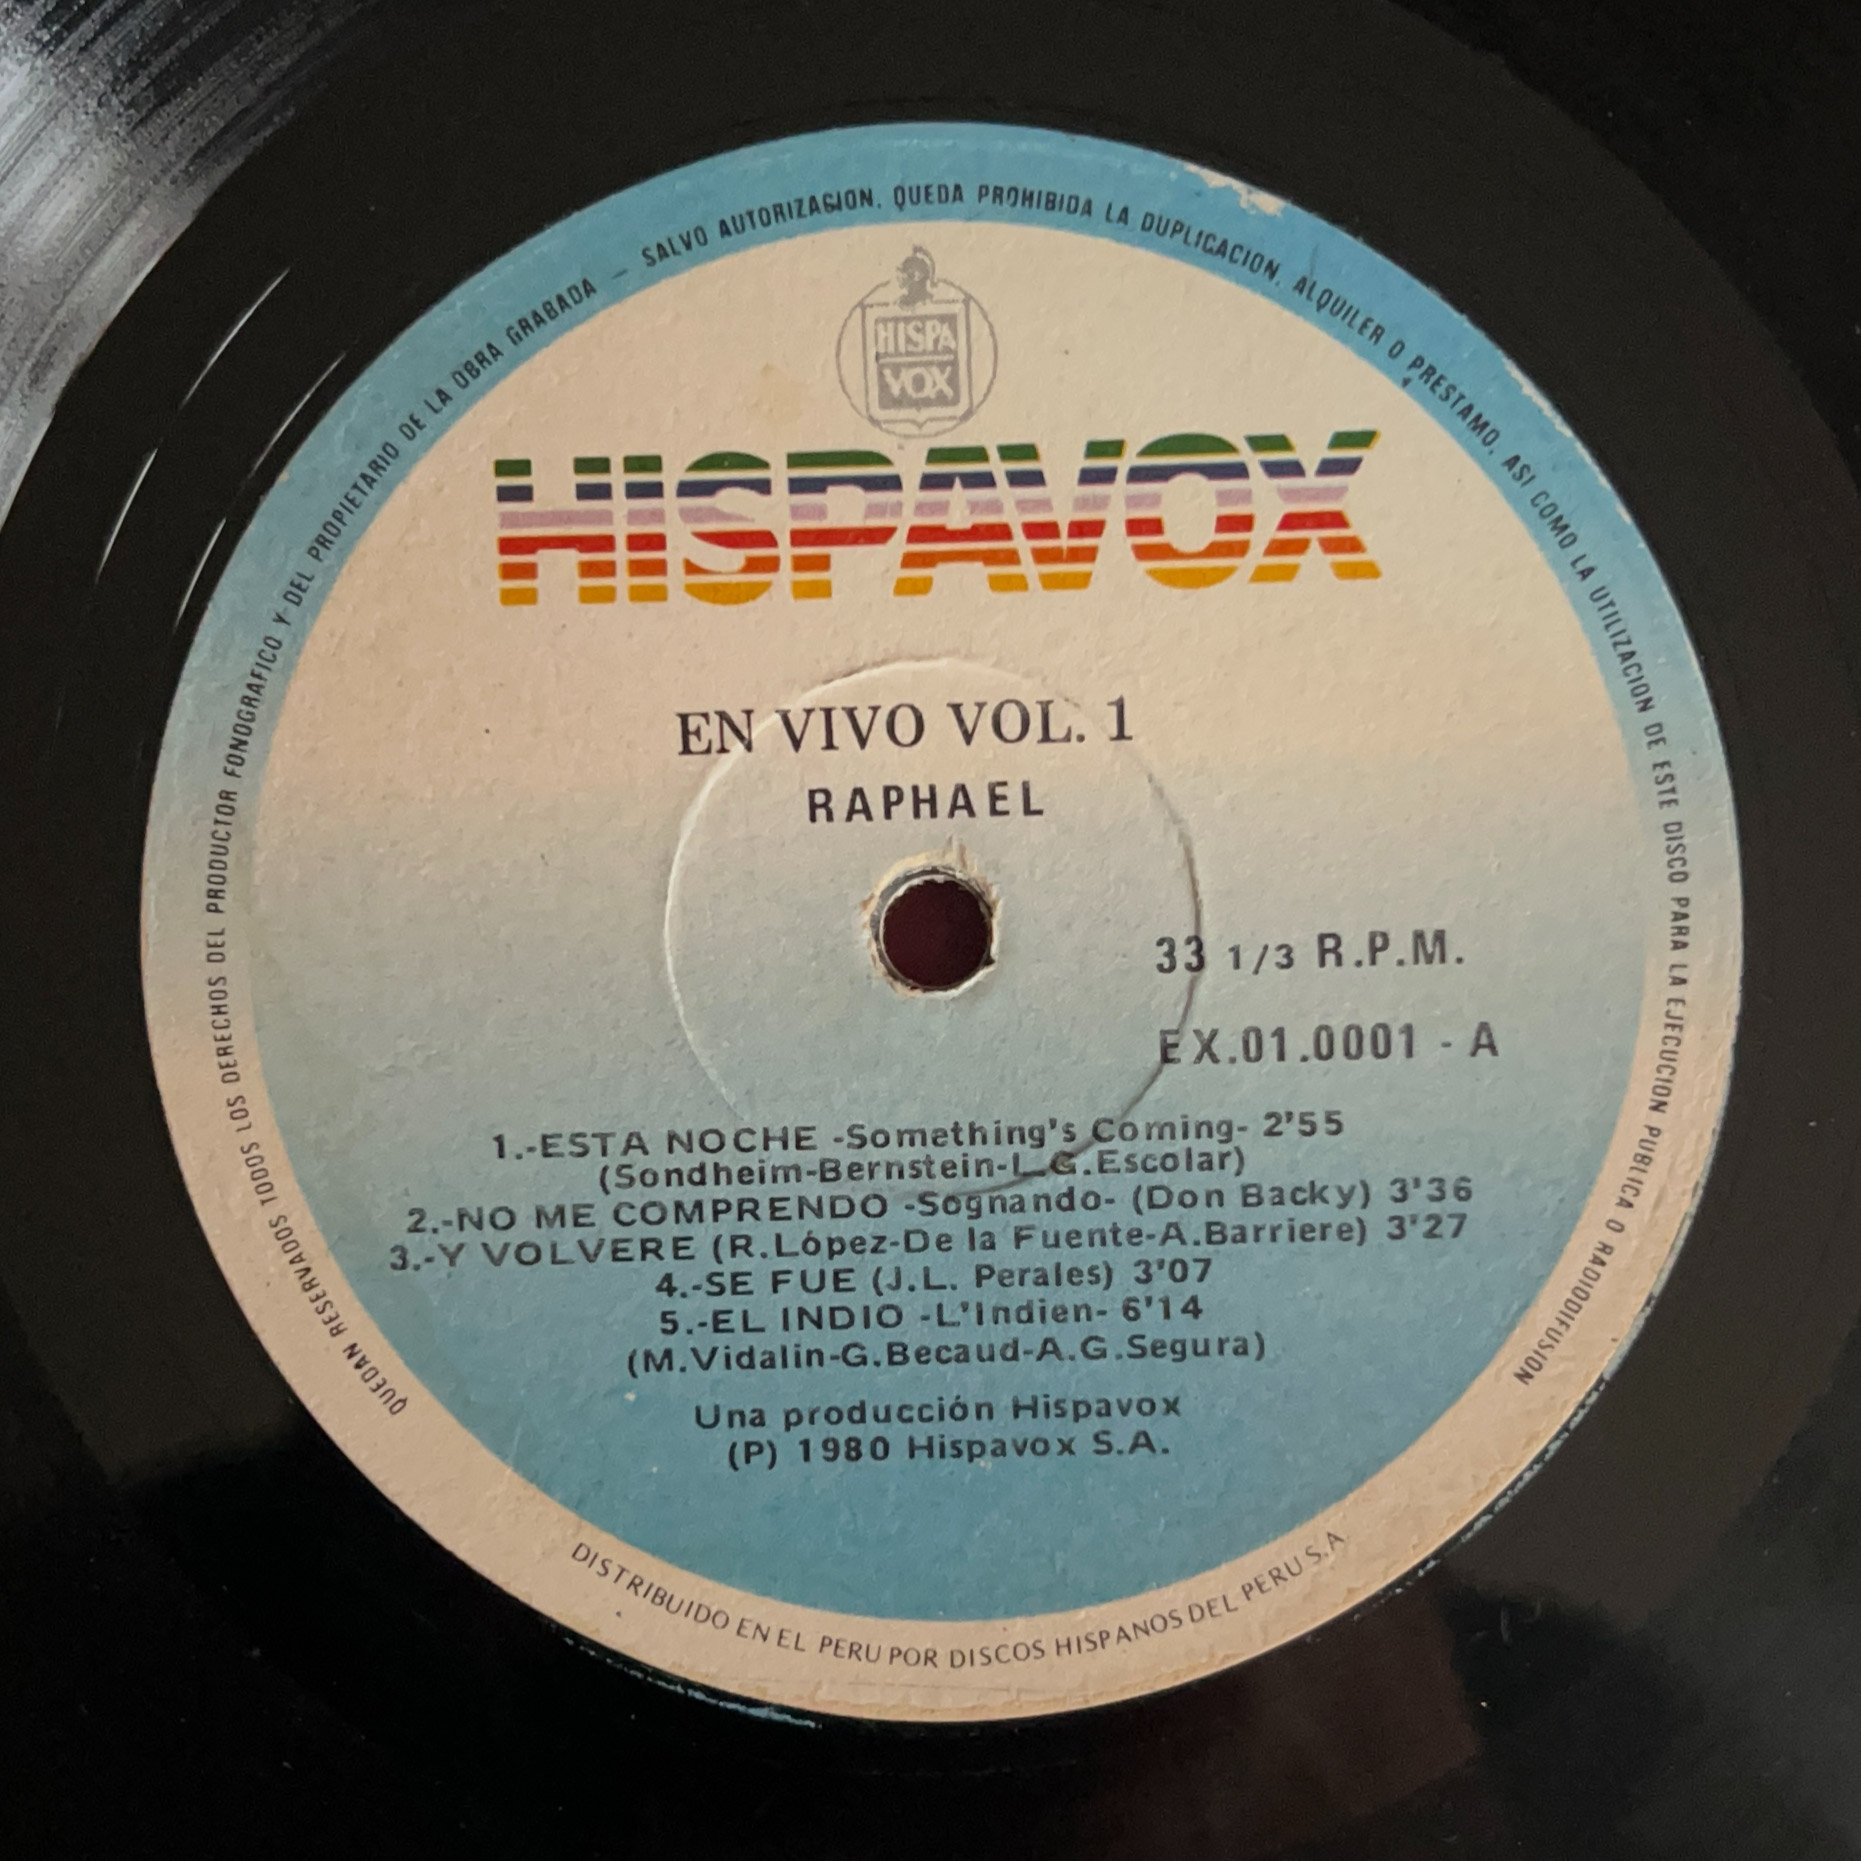 QUEDAN RESERVADOS TODOS LOS DERECHOS DEL PRODUCTOR FONOGRAFICO Y DEL PROPIETARIO DE LA OBRA GRABADA — SALVO AUTORIZACION, QUEDA PROHIBIDA LA DUPLICACION, ALQUILER O PRESTAMO, ASI COMO LA UTILIZACION DE ESTE DISCO PARA LA EJECUCION PUBLICA O RADIODIFUSION
HISPA
VOX
HISPAVOX
EN VIVO VOL. 1
RAPHAEL
33 1/3 R.P.M.
EX.01.0001 - A
1.-ESTA NOCHE -Something's Coming- 2'55
(Sondheim-Bernstein-L.G.Escolar)
2.-NO ME COMPRENDO -Sognando- (Don Backy) 3'36
3.-Y VOLVERE (R.López-De la Fuente-A.Barriere) 3'27
4.-SE FUE (J.L. Perales) 3'07
5.-EL INDIO -L'Indien- 6'14
(M.Vidalin-G.Becaud-A.G.Segura)
Una producción Hispavox
(P) 1980 Hispavox S.A.
DISTRIBUIDO EN EL PERU POR DISCOS HISPANOS DEL PERU S.A